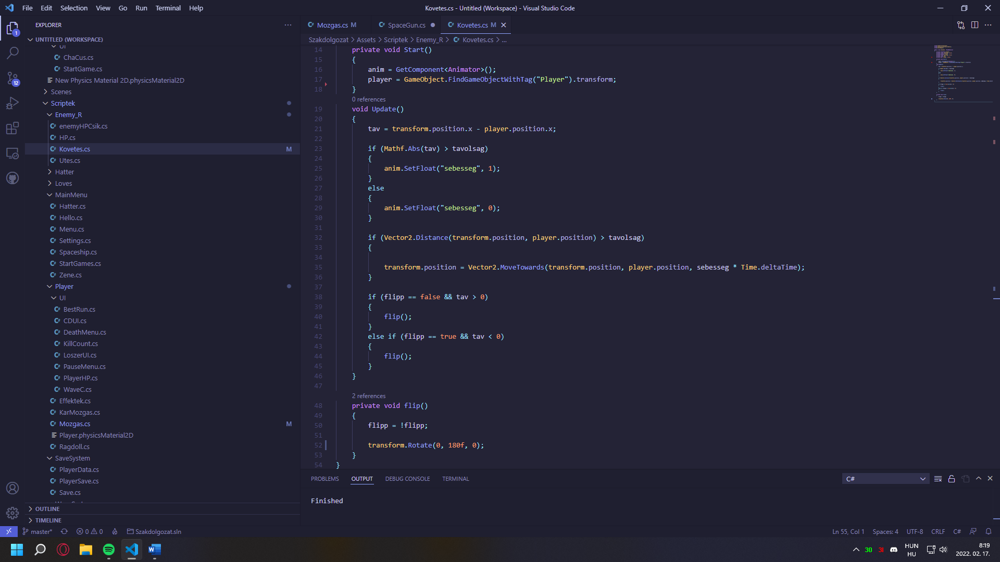 File Edit Selection View Go Run Terminal Help
Kovetes.cs - Untitled (Workspace) - Visual Studio Code
EXPLORER
UNTITLED (WORKSPACE)
UI
ChaCus.cs
StartGame.cs
New Physics Material 2D.physicsMaterial2D
Scenes
Scriptek
Enemy_R
enemyHPCsik.cs
HP.cs
Kovetes.cs M
Utes.cs
Hatter
Loves
MainMenu
Hatter.cs
Hello.cs
Menu.cs
Settings.cs
Spaceship.cs
StartGames.cs
Zene.cs
Player
UI
BestRun.cs
CDUI.cs
DeathMenu.cs
KillCount.cs
LoszerUI.cs
PauseMenu.cs
PlayerHP.cs
WaveC.cs
Effektek.cs
KarMozgas.cs
Mozgas.cs M
Player.physicsMaterial2D
Ragdoll.cs
SaveSystem
PlayerData.cs
PlayerSave.cs
Save.cs
OUTLINE
TIMELINE
1
12
Mozgas.cs M
SpaceGun.cs
Kovetes.cs M
Szakdolgozat > Assets > Scriptek > Enemy_R > Kovetes.cs > ...
14 private void Start()
15 {
16 anim = GetComponent<Animator>();
17 player = GameObject.FindGameObjectWithTag("Player").transform;
18 }
0 references
19 void Update()
20 {
21 tav = transform.position.x - player.position.x;
22
23 if (Mathf.Abs(tav) > tavolsag)
24 {
25 anim.SetFloat("sebesseg", 1);
26 }
27 else
28 {
29 anim.SetFloat("sebesseg", 0);
30 }
31
32 if (Vector2.Distance(transform.position, player.position) > tavolsag)
33 {
34
35 transform.position = Vector2.MoveTowards(transform.position, player.position, sebesseg * Time.deltaTime);
36 }
37
38 if (flipp == false && tav > 0)
39 {
40 flip();
41 }
42 else if (flipp == true && tav < 0)
43 {
44 flip();
45 }
46 }
47
2 references
48 private void flip()
49 {
50 flipp = !flipp;
51
52 transform.Rotate(0, 180f, 0);
53 }
54 }
PROBLEMS OUTPUT DEBUG CONSOLE TERMINAL
C#
Finished
master* 0 0 Szakdolgozat.sln
Ln 55, Col 1 Spaces: 4 UTF-8 CRLF C#
30 3
HUN
HU
8:19
2022. 02. 17.